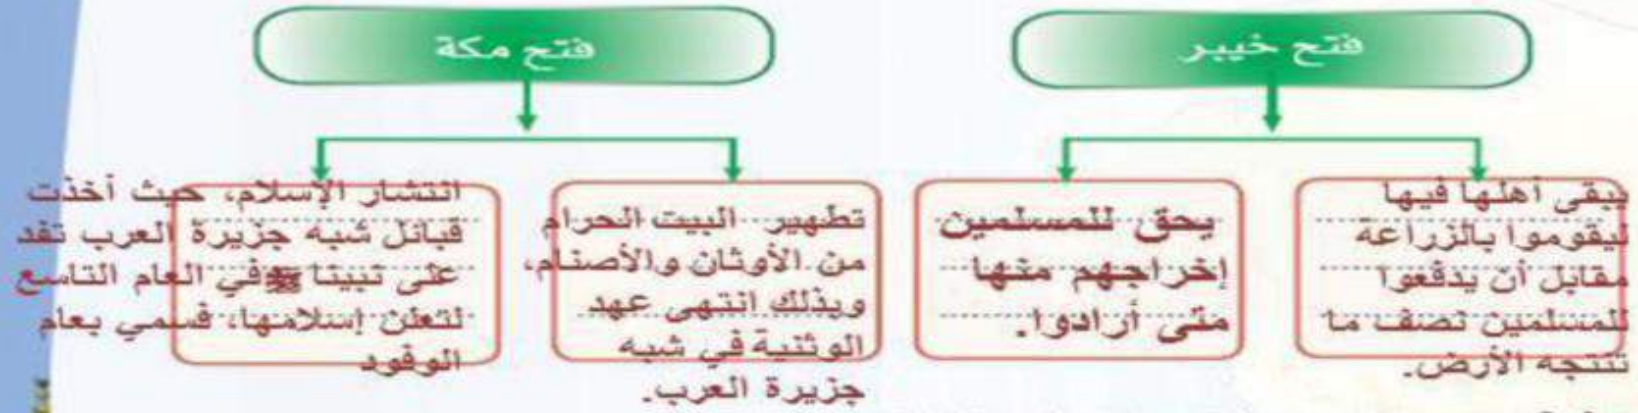 فتح خيبر
فتح مكة
يبقى أهلها فيها
ليقوموا بالزراعة
مقابل أن يدفعوا
للمسلمين نصف ما
تنتجه الأرض.
يحق للمسلمين
إخراجهم منها
متى أرادوا.
تطهير البيت الحرام
من الأوثان والأصنام،
وبذلك انتهى عهد
الوثنية في شبه
جزيرة العرب.
انتشار الإسلام، حيث أخذت
قبائل شبه جزيرة العرب تفد
على نبينا ﷺ في العام التاسع
لتعلن إسلامها، فسمي بعام
الوفود